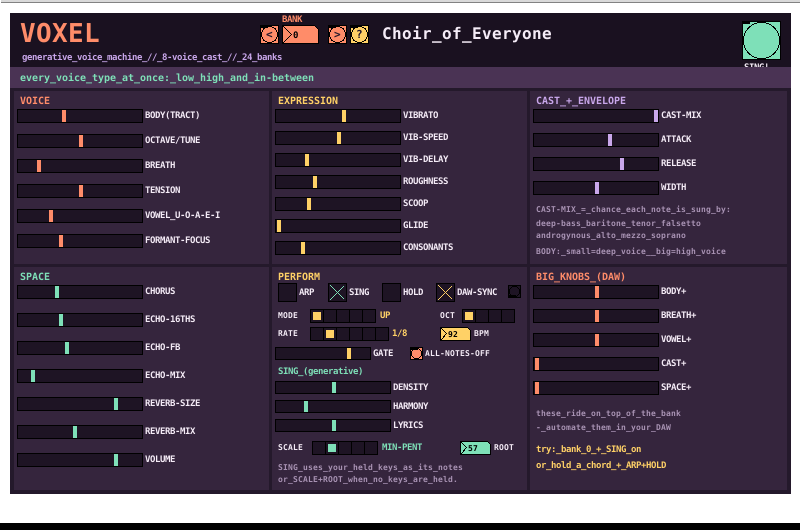 VOXEL
BANK
< 0 > ? Choir_of_Everyone
generative_voice_machine_//_8-voice_cast_//_24_banks
SING!
every_voice_type_at_once:_low_high_and_in-between
VOICE
BODY(TRACT)
OCTAVE/TUNE
BREATH
TENSION
VOWEL_U-O-A-E-I
FORMANT-FOCUS
EXPRESSION
VIBRATO
VIB-SPEED
VIB-DELAY
ROUGHNESS
SCOOP
GLIDE
CONSONANTS
CAST_+_ENVELOPE
CAST-MIX
ATTACK
RELEASE
WIDTH
CAST-MIX_=_chance_each_note_is_sung_by:
deep-bass_baritone_tenor_falsetto
androgynous_alto_mezzo_soprano
BODY:_small=deep_voice__big=high_voice
SPACE
CHORUS
ECHO-16THS
ECHO-FB
ECHO-MIX
REVERB-SIZE
REVERB-MIX
VOLUME
PERFORM
ARP SING HOLD DAW-SYNC
MODE UP OCT
RATE 1/8 92 BPM
GATE ALL-NOTES-OFF
SING_(generative)
DENSITY
HARMONY
LYRICS
SCALE MIN-PENT 57 ROOT
SING_uses_your_held_keys_as_its_notes
or_SCALE+ROOT_when_no_keys_are_held.
BIG_KNOBS_(DAW)
BODY+
BREATH+
VOWEL+
CAST+
SPACE+
these_ride_on_top_of_the_bank
-_automate_them_in_your_DAW
try:_bank_0_+_SING_on
or_hold_a_chord_+_ARP+HOLD